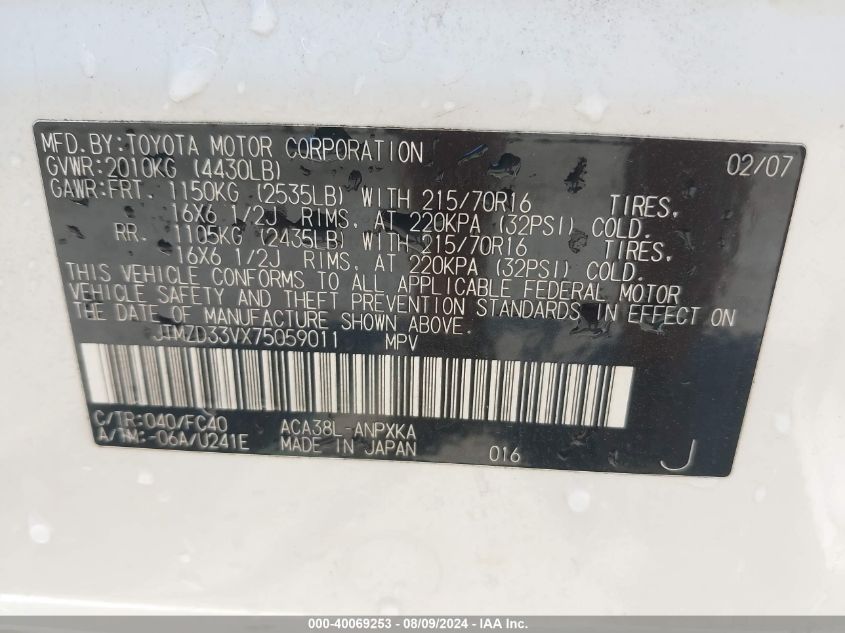 MFD.BY:TOYOTA MOTOR CORPORATION 02/07
GVWR:2010KG (4430LB)
GAWR:FRT. 1150KG (2535LB) WITH 215/70R16 TIRES,
16X6 1/2J RIMS, AT 220KPA (32PSI) COLD.
RR. 1105KG (2435LB) WITH 215/70R16 TIRES,
16X6 1/2J RIMS, AT 220KPA (32PSI) COLD.
THIS VEHICLE CONFORMS TO ALL APPLICABLE FEDERAL MOTOR
VEHICLE SAFETY AND THEFT PREVENTION STANDARDS IN EFFECT ON
THE DATE OF MANUFACTURE SHOWN ABOVE.
JTMZD33VX75059011 MPV
C/TR:040/FC40 ACA38L-ANPXKA
A/TM:-06A/U241E MADE IN JAPAN 016 J
000-40069253 - 08/09/2024 - IAA Inc.